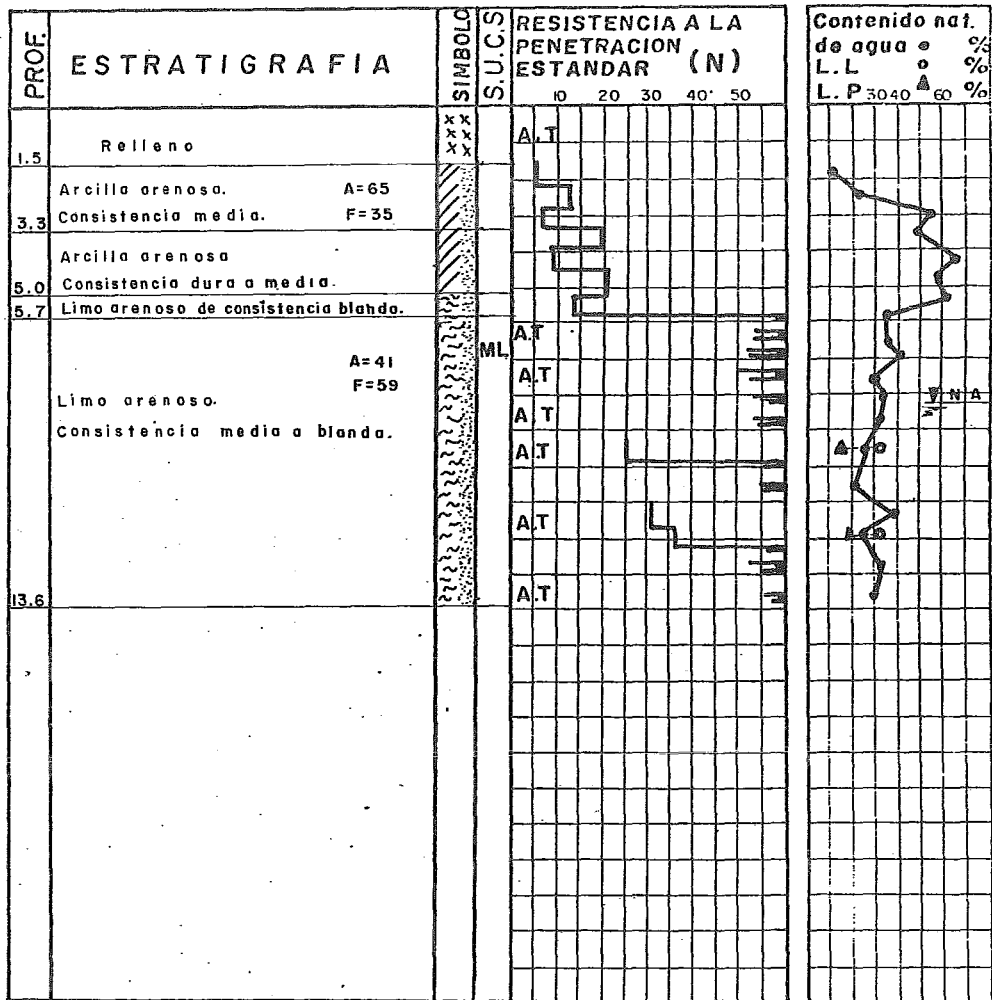 PROF.
ESTRATIGRAFIA
SIMBOLO
S.U.C.S
RESISTENCIA A LA
PENETRACION
ESTANDAR (N)
10 20 30 40 50
Contenido nat.
de agua %
L.L %
L.P 30 40 60 %
Relleno
1.5
A.T
Arcilla arenosa. A=65
Consistencia media. F=35
3.3
Arcilla arenosa
Consistencia dura a media.
5.0
Limo arenoso de consistencia blanda.
5.7
A=41
F=59
Limo arenoso.
Consistencia media a blanda.
ML
A.T
A.T
A.T
A.T
A.T
A.T
N A
13.6